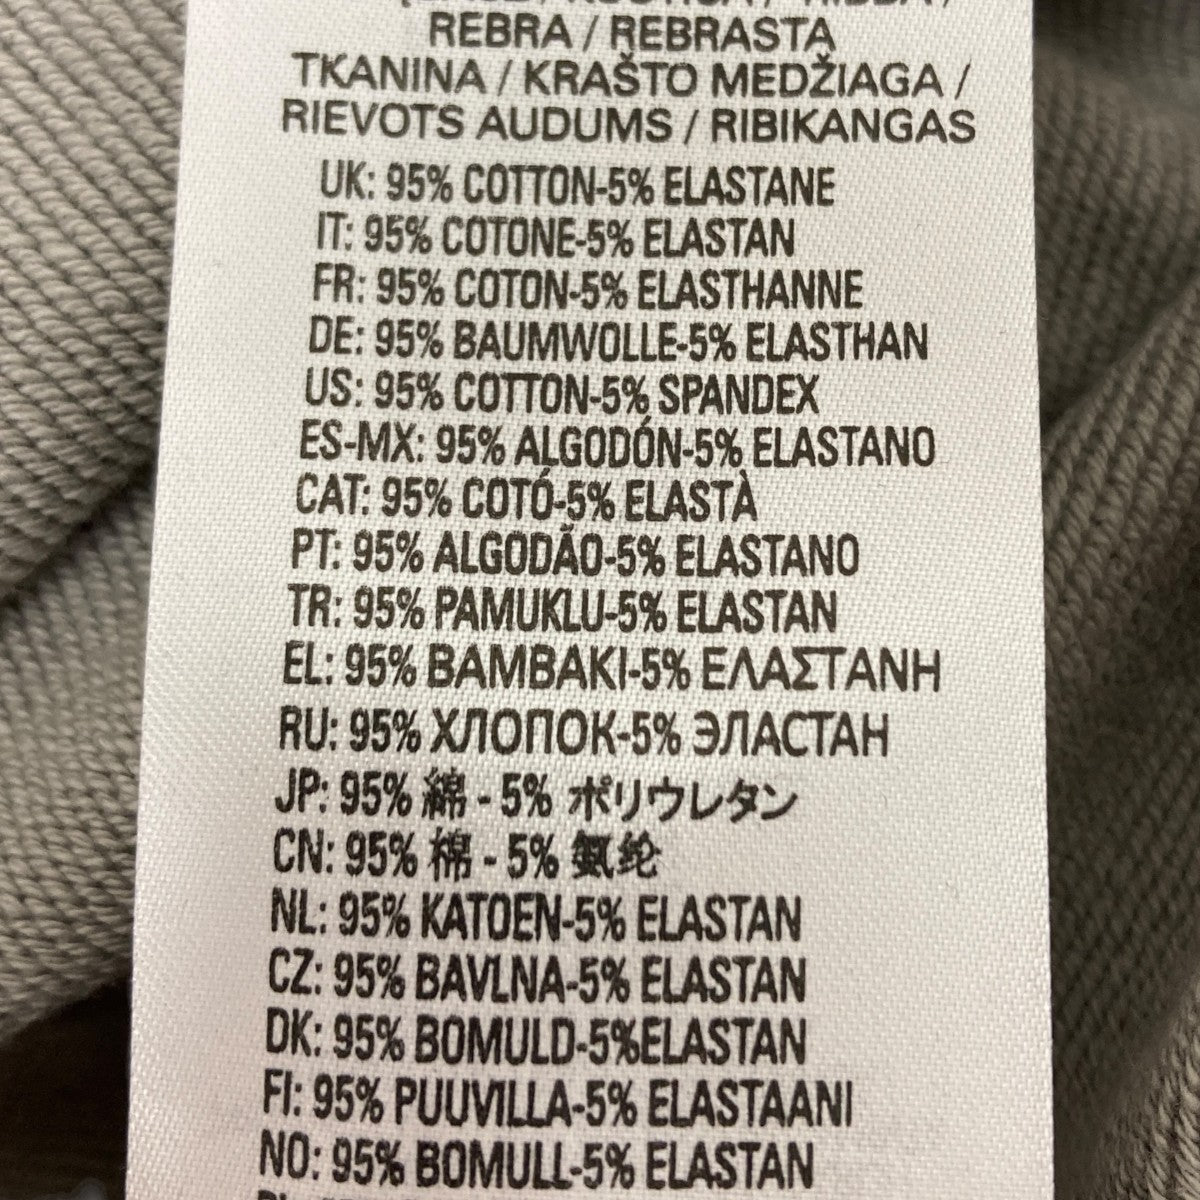 REBRA / REBRASTA
TKANINA / KRAŠTO MEDŽIAGA /
RIEVOTS AUDUMS / RIBIKANGAS
UK: 95% COTTON-5% ELASTANE
IT: 95% COTONE-5% ELASTAN
FR: 95% COTON-5% ELASTHANNE
DE: 95% BAUMWOLLE-5% ELASTHAN
US: 95% COTTON-5% SPANDEX
ES-MX: 95% ALGODÓN-5% ELASTANO
CAT: 95% COTÓ-5% ELASTÀ
PT: 95% ALGODÃO-5% ELASTANO
TR: 95% PAMUKLU-5% ELASTAN
EL: 95% ΒΑΜΒΑΚΙ-5% ΕΛΑΣΤΑΝΗ
RU: 95% ХЛОПОК-5% ЭЛАСТАН
JP: 95% 綿 - 5% ポリウレタン
CN: 95% 棉 - 5% 氨纶
NL: 95% KATOEN-5% ELASTAN
CZ: 95% BAVLNA-5% ELASTAN
DK: 95% BOMULD-5%ELASTAN
FI: 95% PUUVILLA-5% ELASTAANI
NO: 95% BOMULL-5% ELASTAN